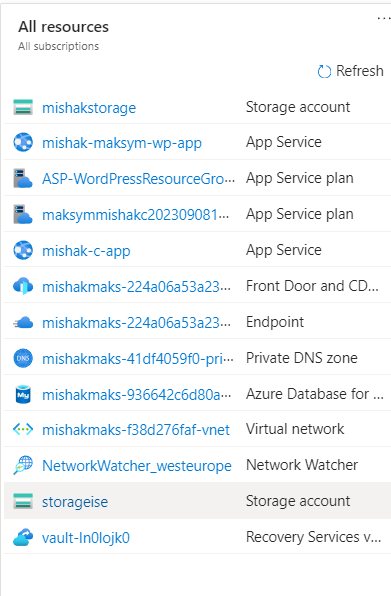 All resources
All subscriptions
Refresh
mishakstorage Storage account
mishak-maksym-wp-app App Service
ASP-WordPressResourceGro... App Service plan
maksymmishakc202309081... App Service plan
mishak-c-app App Service
mishakmaks-224a06a53a23... Front Door and CD...
mishakmaks-224a06a53a23... Endpoint
mishakmaks-41df4059f0-pri... Private DNS zone
mishakmaks-936642c6d80a... Azure Database for ...
mishakmaks-f38d276faf-vnet Virtual network
NetworkWatcher_westeurope Network Watcher
storageise Storage account
vault-ln0lojk0 Recovery Services v...